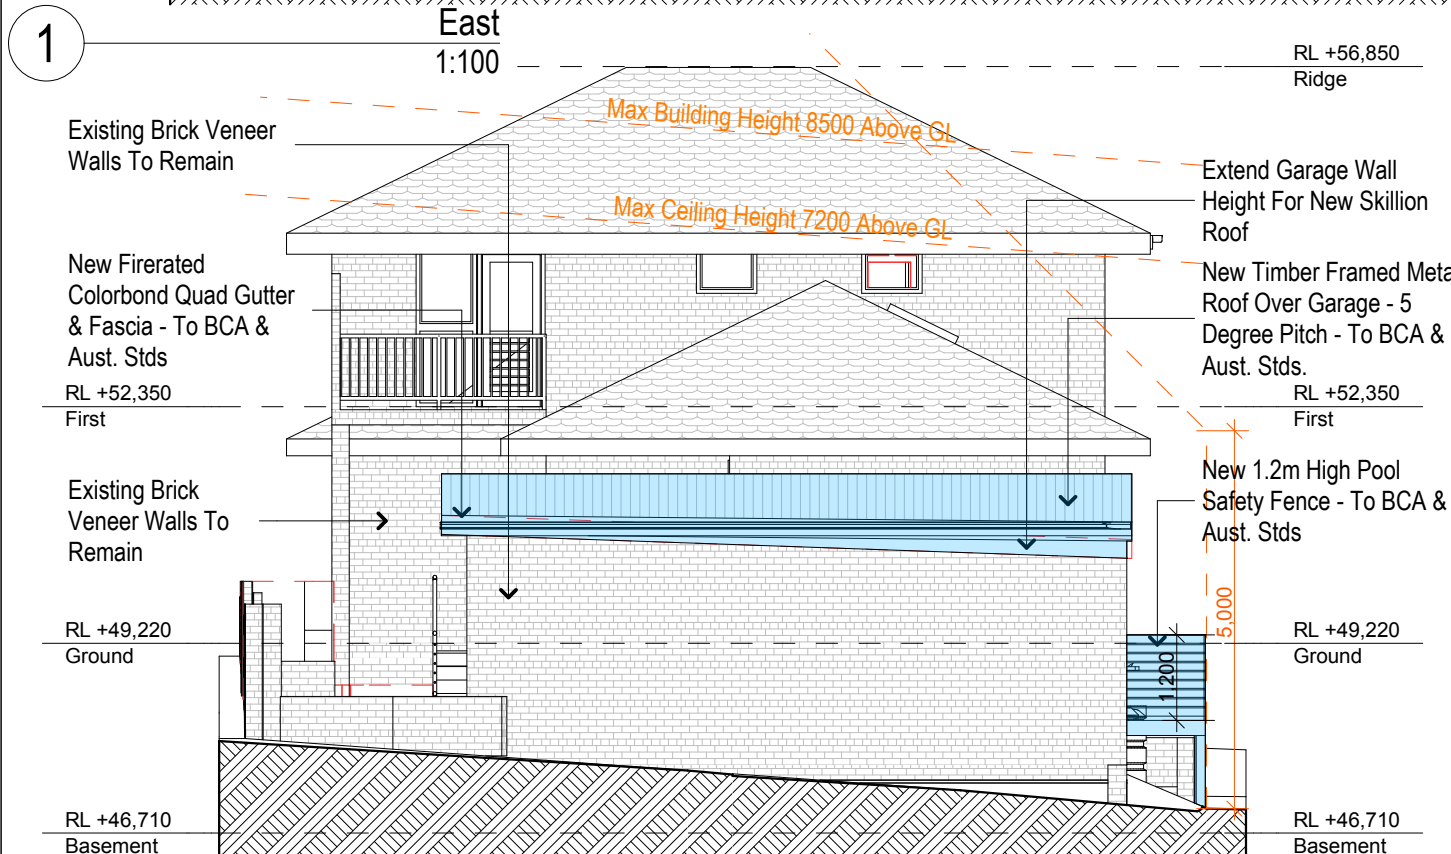 1
East
1:100
RL +56,850
Ridge
Max Building Height 8500 Above GL
Existing Brick Veneer
Walls To Remain
Extend Garage Wall
Height For New Skillion
Roof
Max Ceiling Height 7200 Above GL
New Firerated
Colorbond Quad Gutter
& Fascia - To BCA &
Aust. Stds
New Timber Framed Meta
Roof Over Garage - 5
Degree Pitch - To BCA &
Aust. Stds.
RL +52,350
First
RL +52,350
First
Existing Brick
Veneer Walls To
Remain
New 1.2m High Pool
Safety Fence - To BCA &
Aust. Stds
5,000
RL +49,220
Ground
RL +49,220
Ground
1,200
RL +46,710
Basement
RL +46,710
Basement